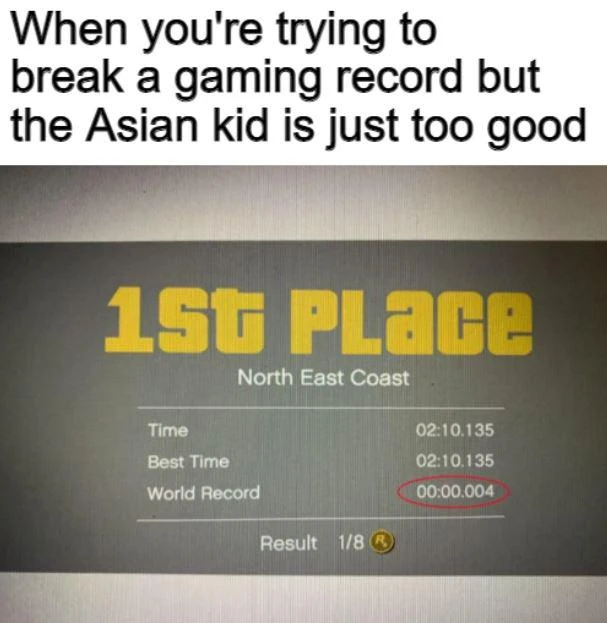 When you're trying to
break a gaming record but
the Asian kid is just too good
1st PLace
North East Coast
Time 02:10.135
Best Time 02:10.135
World Record 00:00.004
Result 1/8 R